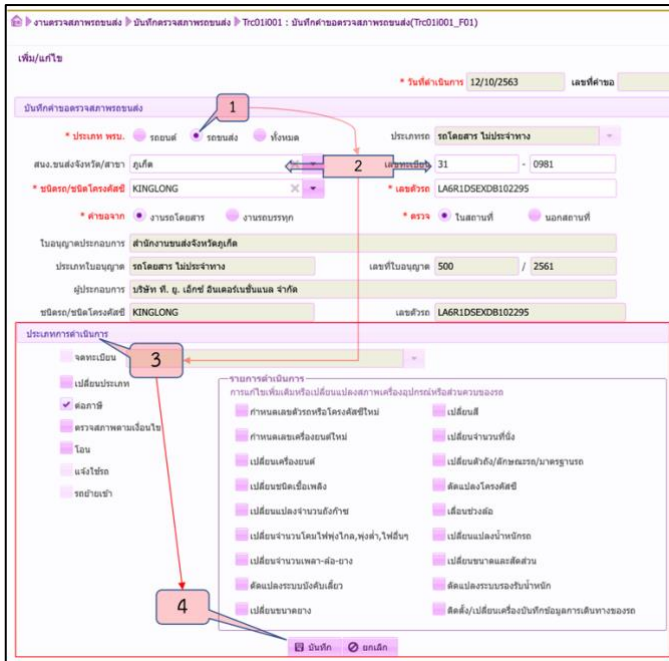 งานตรวจสภาพรถขนส่ง บันทึกตรวจสภาพรถขนส่ง Trc01i001 : บันทึกคำขอตรวจสภาพรถขนส่ง(Trc01i001_F01)
เพิ่ม/แก้ไข
* วันที่ดำเนินการ 12/10/2563 เลขที่คำขอ
บันทึกคำขอตรวจสภาพรถขนส่ง 1
* ประเภท พรบ. รถยนต์ รถขนส่ง ทั้งหมด ประเภทรถ รถโดยสาร ไม่ประจำทาง
สนง.ขนส่งจังหวัด/สาขา ภูเก็ต 2 เลขทะเบียน 31 - 0981
* ชนิดรถ/ชนิดโครงคัสซี KINGLONG * เลขตัวรถ LA6R1DSEXDB102295
* คำขอจาก งานรถโดยสาร งานรถบรรทุก * ตรวจ ในสถานที่ นอกสถานที่
ใบอนุญาตประกอบการ สำนักงานขนส่งจังหวัดภูเก็ต
ประเภทใบอนุญาต รถโดยสาร ไม่ประจำทาง เลขที่ใบอนุญาต 500 / 2561
ผู้ประกอบการ บริษัท ที. ยู. เอ็กซ์ อินเตอร์เนชั่นแนล จำกัด
ชนิดรถ/ชนิดโครงคัสซี KINGLONG เลขตัวรถ LA6R1DSEXDB102295
ประเภทการดำเนินการ
จดทะเบียน 3
เปลี่ยนประเภท
ต่อภาษี
ตรวจสภาพตามเงื่อนไข
โอน
แจ้งใช้รถ
รถย้ายเข้า
รายการดำเนินการ
การแก้ไขเพิ่มเติมหรือเปลี่ยนแปลงสภาพเครื่องอุปกรณ์หรือส่วนควบของรถ
กำหนดเลขตัวรถหรือโครงคัสซีใหม่ เปลี่ยนสี
กำหนดเลขเครื่องยนต์ใหม่ เปลี่ยนจำนวนที่นั่ง
เปลี่ยนเครื่องยนต์ เปลี่ยนตัวถัง/ลักษณะรถ/มาตรฐานรถ
เปลี่ยนชนิดเชื้อเพลิง ดัดแปลงโครงคัสซี
เปลี่ยนแปลงจำนวนถังก๊าซ เลื่อนช่วงล้อ
เปลี่ยนจำนวนโคมไฟพุ่งไกล,พุ่งต่ำ,ไฟอื่นๆ เปลี่ยนแปลงน้ำหนักรถ
เปลี่ยนจำนวนเพลา-ล้อ-ยาง เปลี่ยนขนาดและสัดส่วน
ดัดแปลงระบบบังคับเลี้ยว ดัดแปลงระบบรองรับน้ำหนัก
เปลี่ยนขนาดยาง ติดตั้ง/เปลี่ยนเครื่องบันทึกข้อมูลการเดินทางของรถ
4
บันทึก ยกเลิก